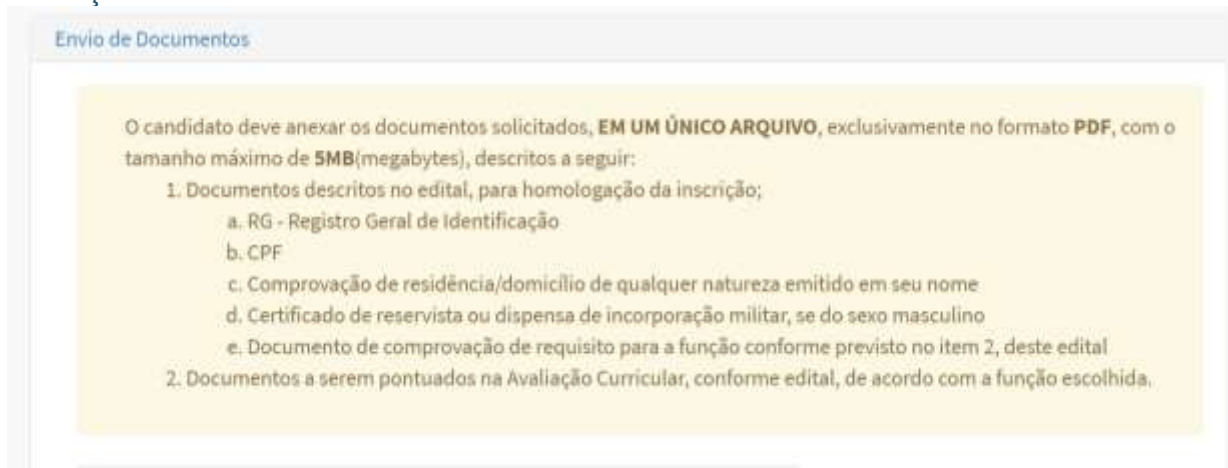 Envio de Documentos
O candidato deve anexar os documentos solicitados, EM UM ÚNICO ARQUIVO, exclusivamente no formato PDF, com o
tamanho máximo de 5MB(megabytes), descritos a seguir:
1. Documentos descritos no edital, para homologação da inscrição;
a. RG - Registro Geral de Identificação
b. CPF
c. Comprovação de residência/domicílio de qualquer natureza emitido em seu nome
d. Certificado de reservista ou dispensa de incorporação militar, se do sexo masculino
e. Documento de comprovação de requisito para a função conforme previsto no item 2, deste edital
2. Documentos a serem pontuados na Avaliação Curricular, conforme edital, de acordo com a função escolhida.